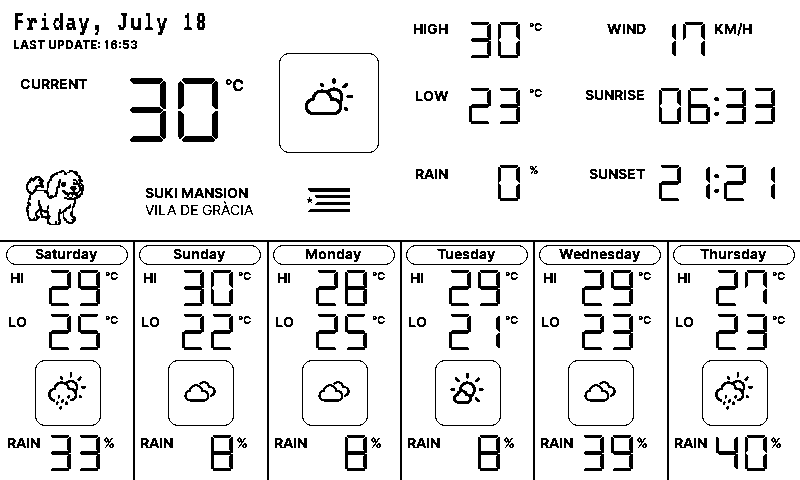 Friday, July 18
LAST UPDATE: 16:53
CURRENT 30 °C
SUKI MANSION
VILA DE GRÀCIA
HIGH 30 °C
WIND 17 KM/H
LOW 23 °C
SUNRISE 06:33
RAIN 0 %
SUNSET 21:21
Saturday
HI 29 °C
LO 25 °C
RAIN 33 %
Sunday
HI 30 °C
LO 22 °C
RAIN 8 %
Monday
HI 28 °C
LO 25 °C
RAIN 8 %
Tuesday
HI 29 °C
LO 21 °C
RAIN 8 %
Wednesday
HI 29 °C
LO 23 °C
RAIN 39 %
Thursday
HI 27 °C
LO 23 °C
RAIN 40 %